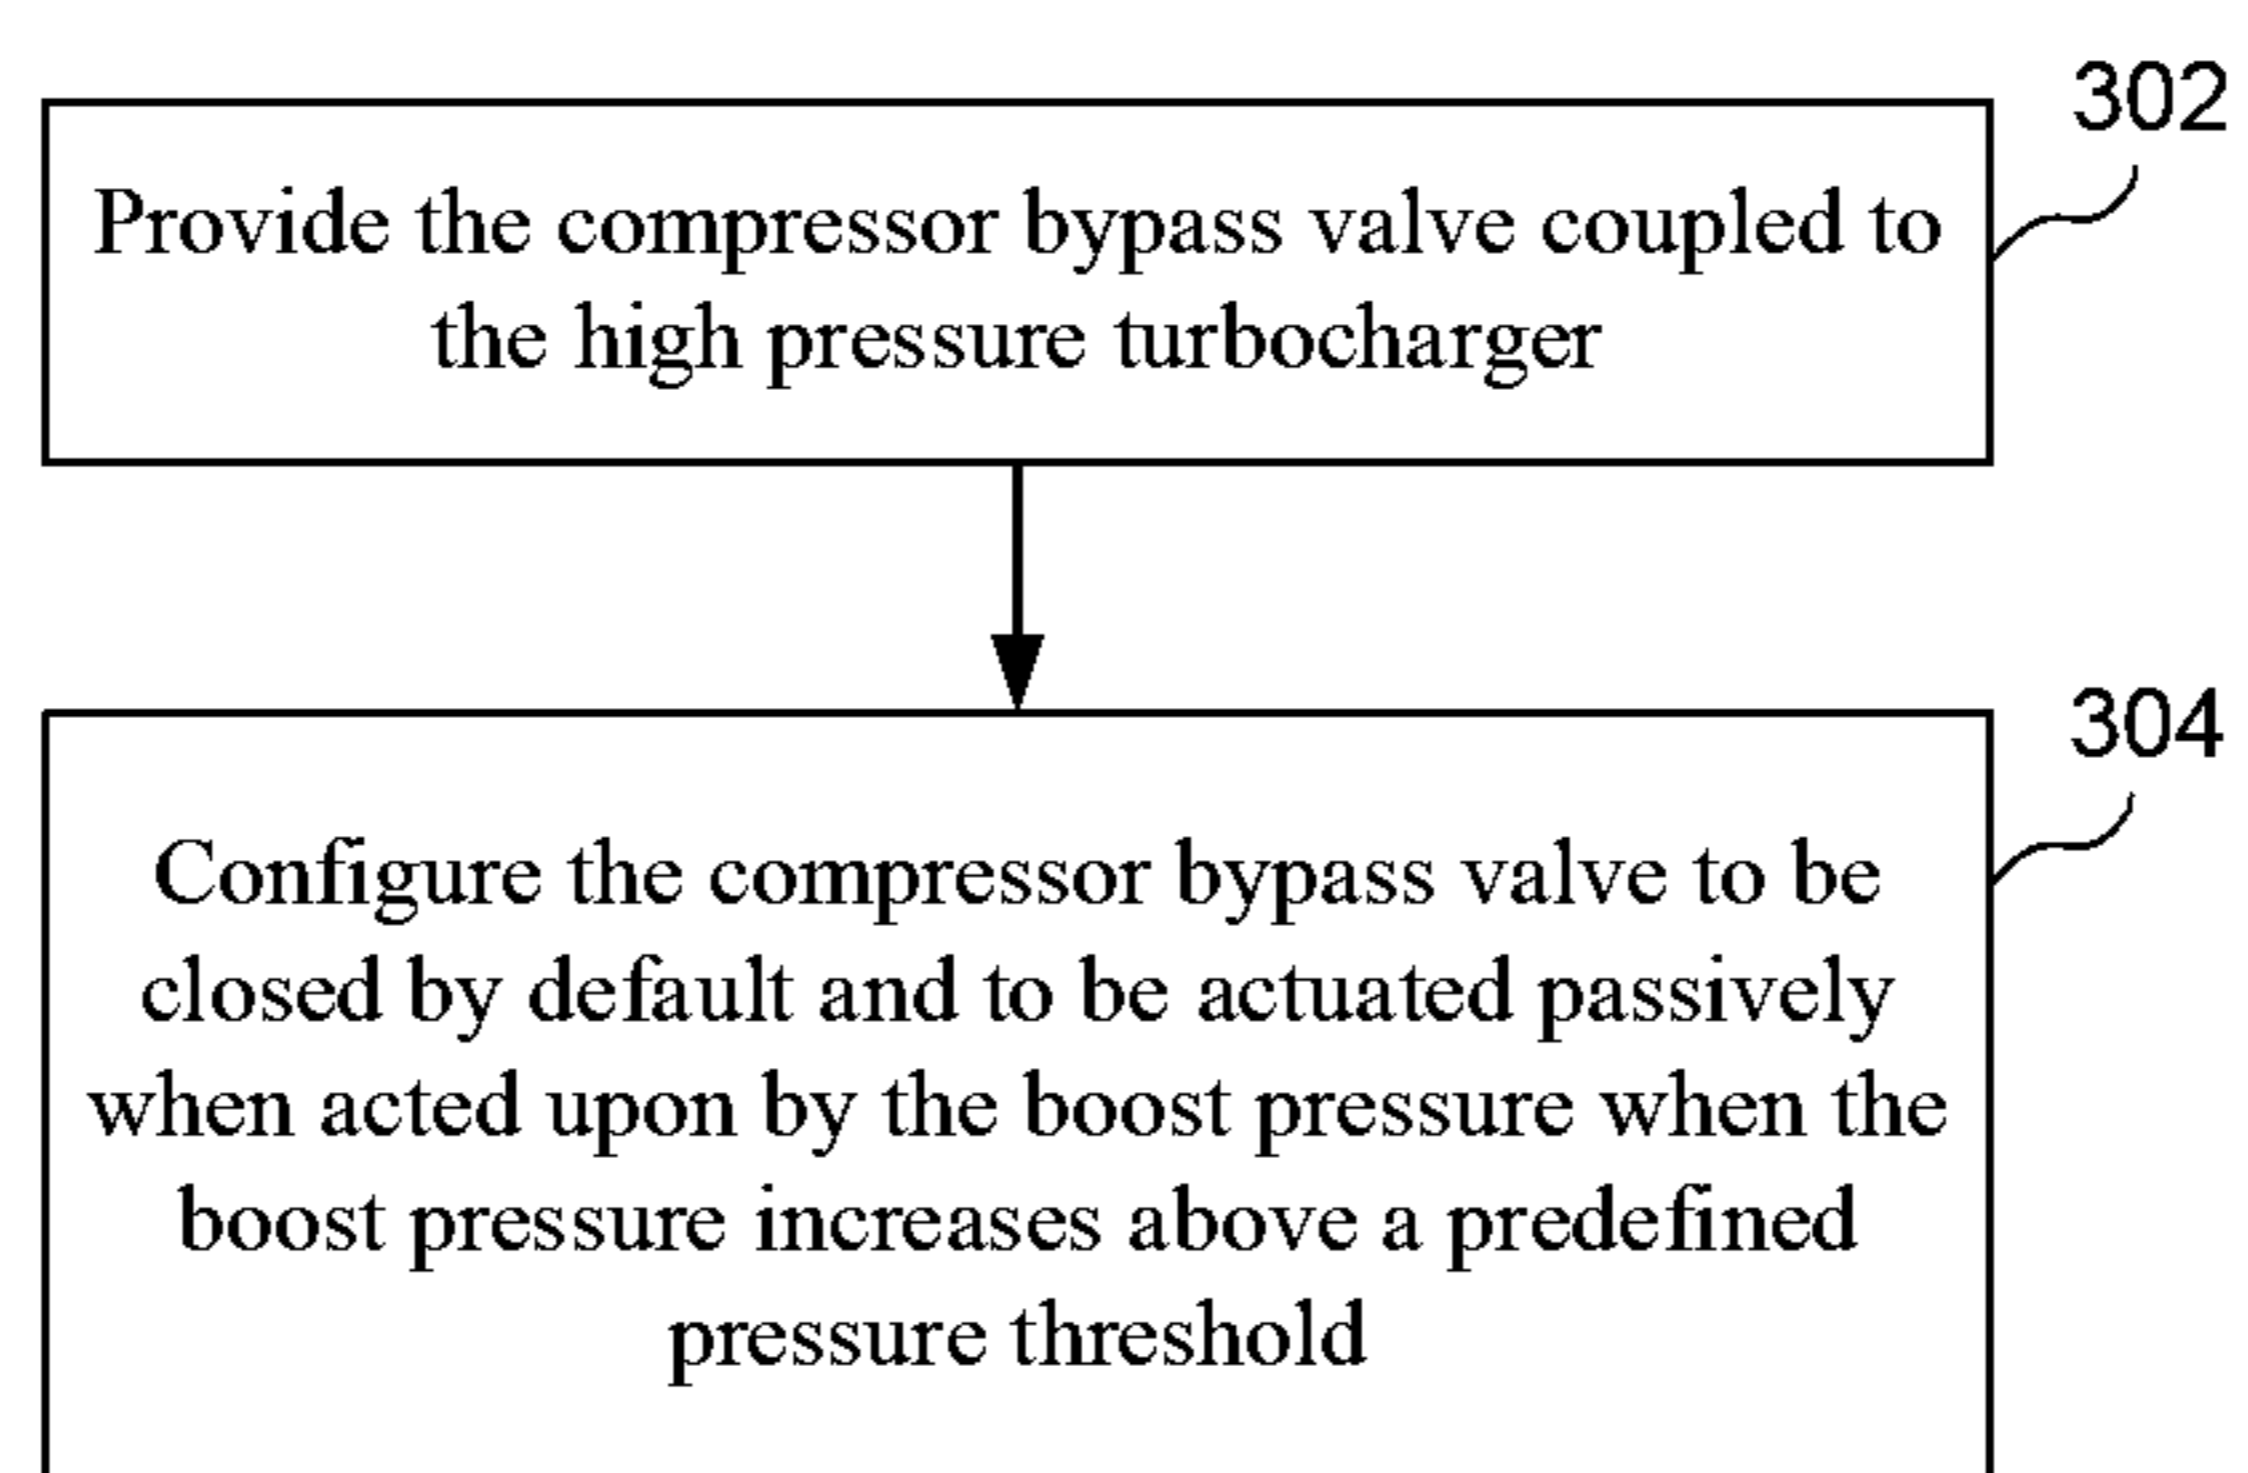 302
Provide the compressor bypass valve coupled to
the high pressure turbocharger
304
Configure the compressor bypass valve to be
closed by default and to be actuated passively
when acted upon by the boost pressure when the
boost pressure increases above a predefined
pressure threshold